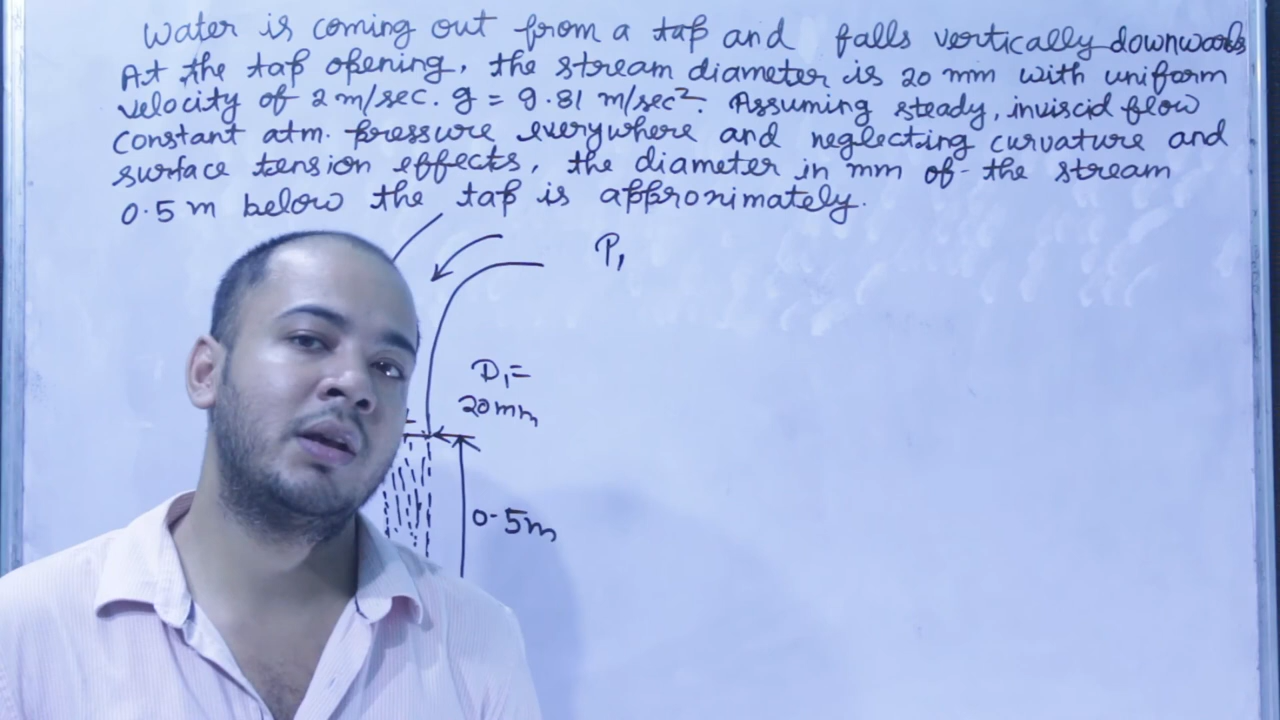 Water is coming out from a tap and falls vertically downwards
At the tap opening, the stream diameter is 20 mm with uniform
velocity of 2 m/sec. g = 9.81 m/sec². Assuming steady, inviscid flow
constant atm. pressure everywhere and neglecting curvature and
surface tension effects, the diameter in mm of the stream
0.5 m below the tap is approximately.
P₁
D₁ =
20mm
0.5m